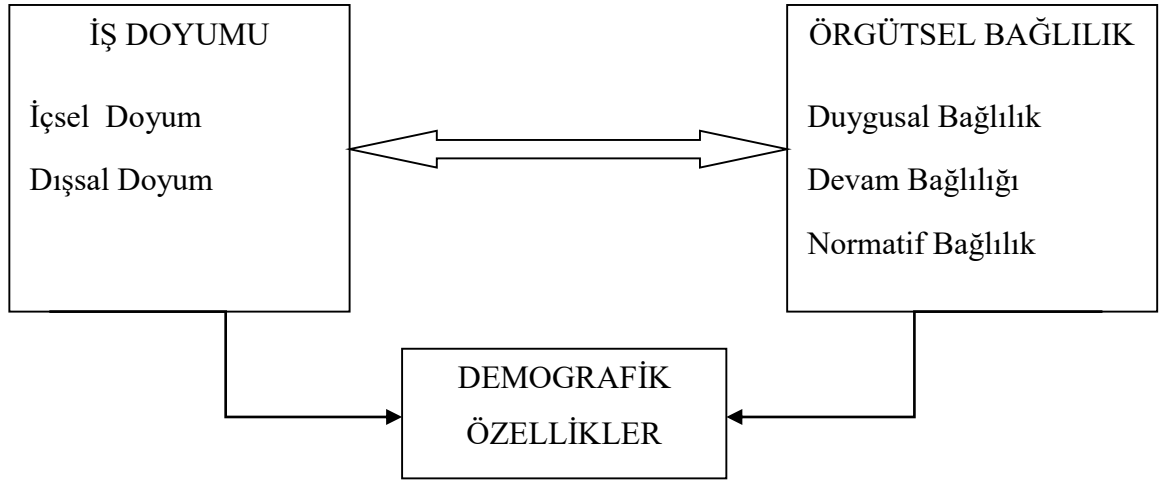 İŞ DOYUMU
İçsel Doyum
Dışsal Doyum
ÖRGÜTSEL BAĞLILIK
Duygusal Bağlılık
Devam Bağlılığı
Normatif Bağlılık
DEMOGRAFİK
ÖZELLİKLER